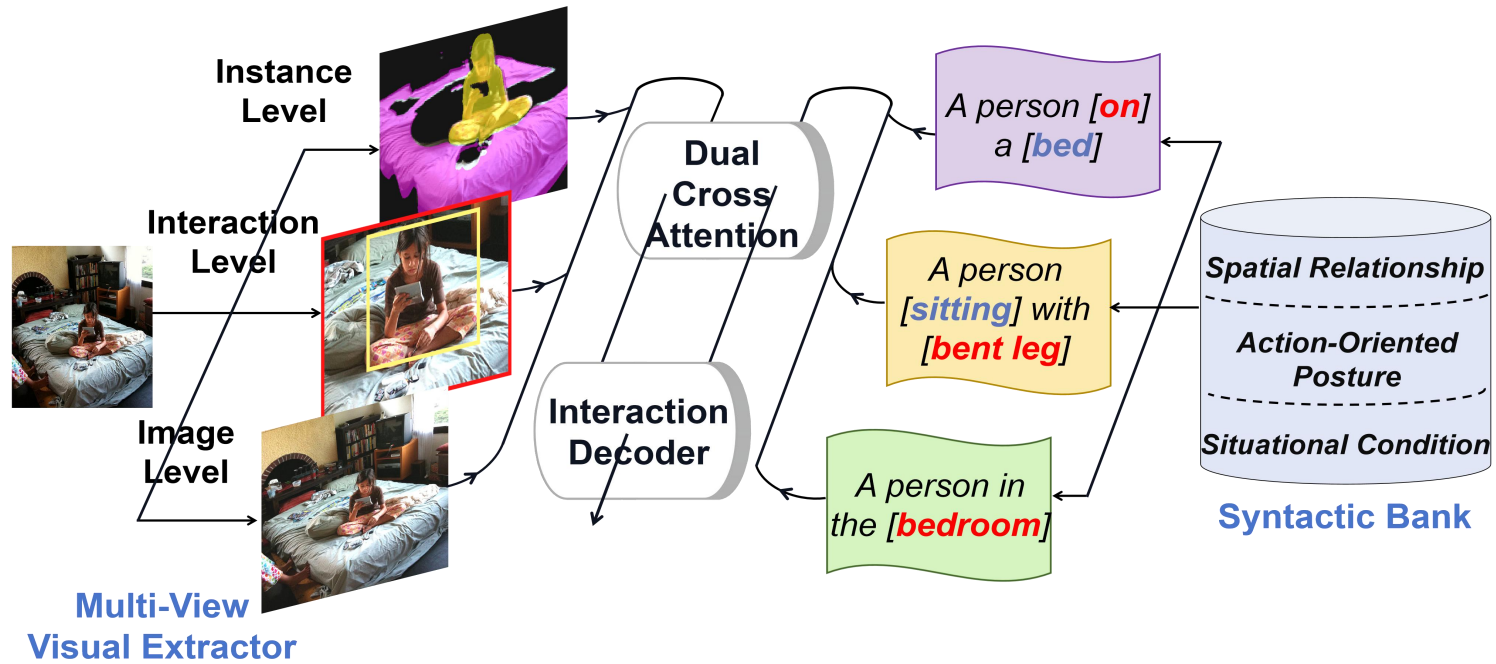 Instance
Level
Interaction
Level
Image
Level
Multi-View
Visual Extractor
Dual
Cross
Attention
Interaction
Decoder
A person [on]
a [bed]
A person
[sitting] with
[bent leg]
A person in
the [bedroom]
Spatial Relationship
Action-Oriented
Posture
Situational Condition
Syntactic Bank